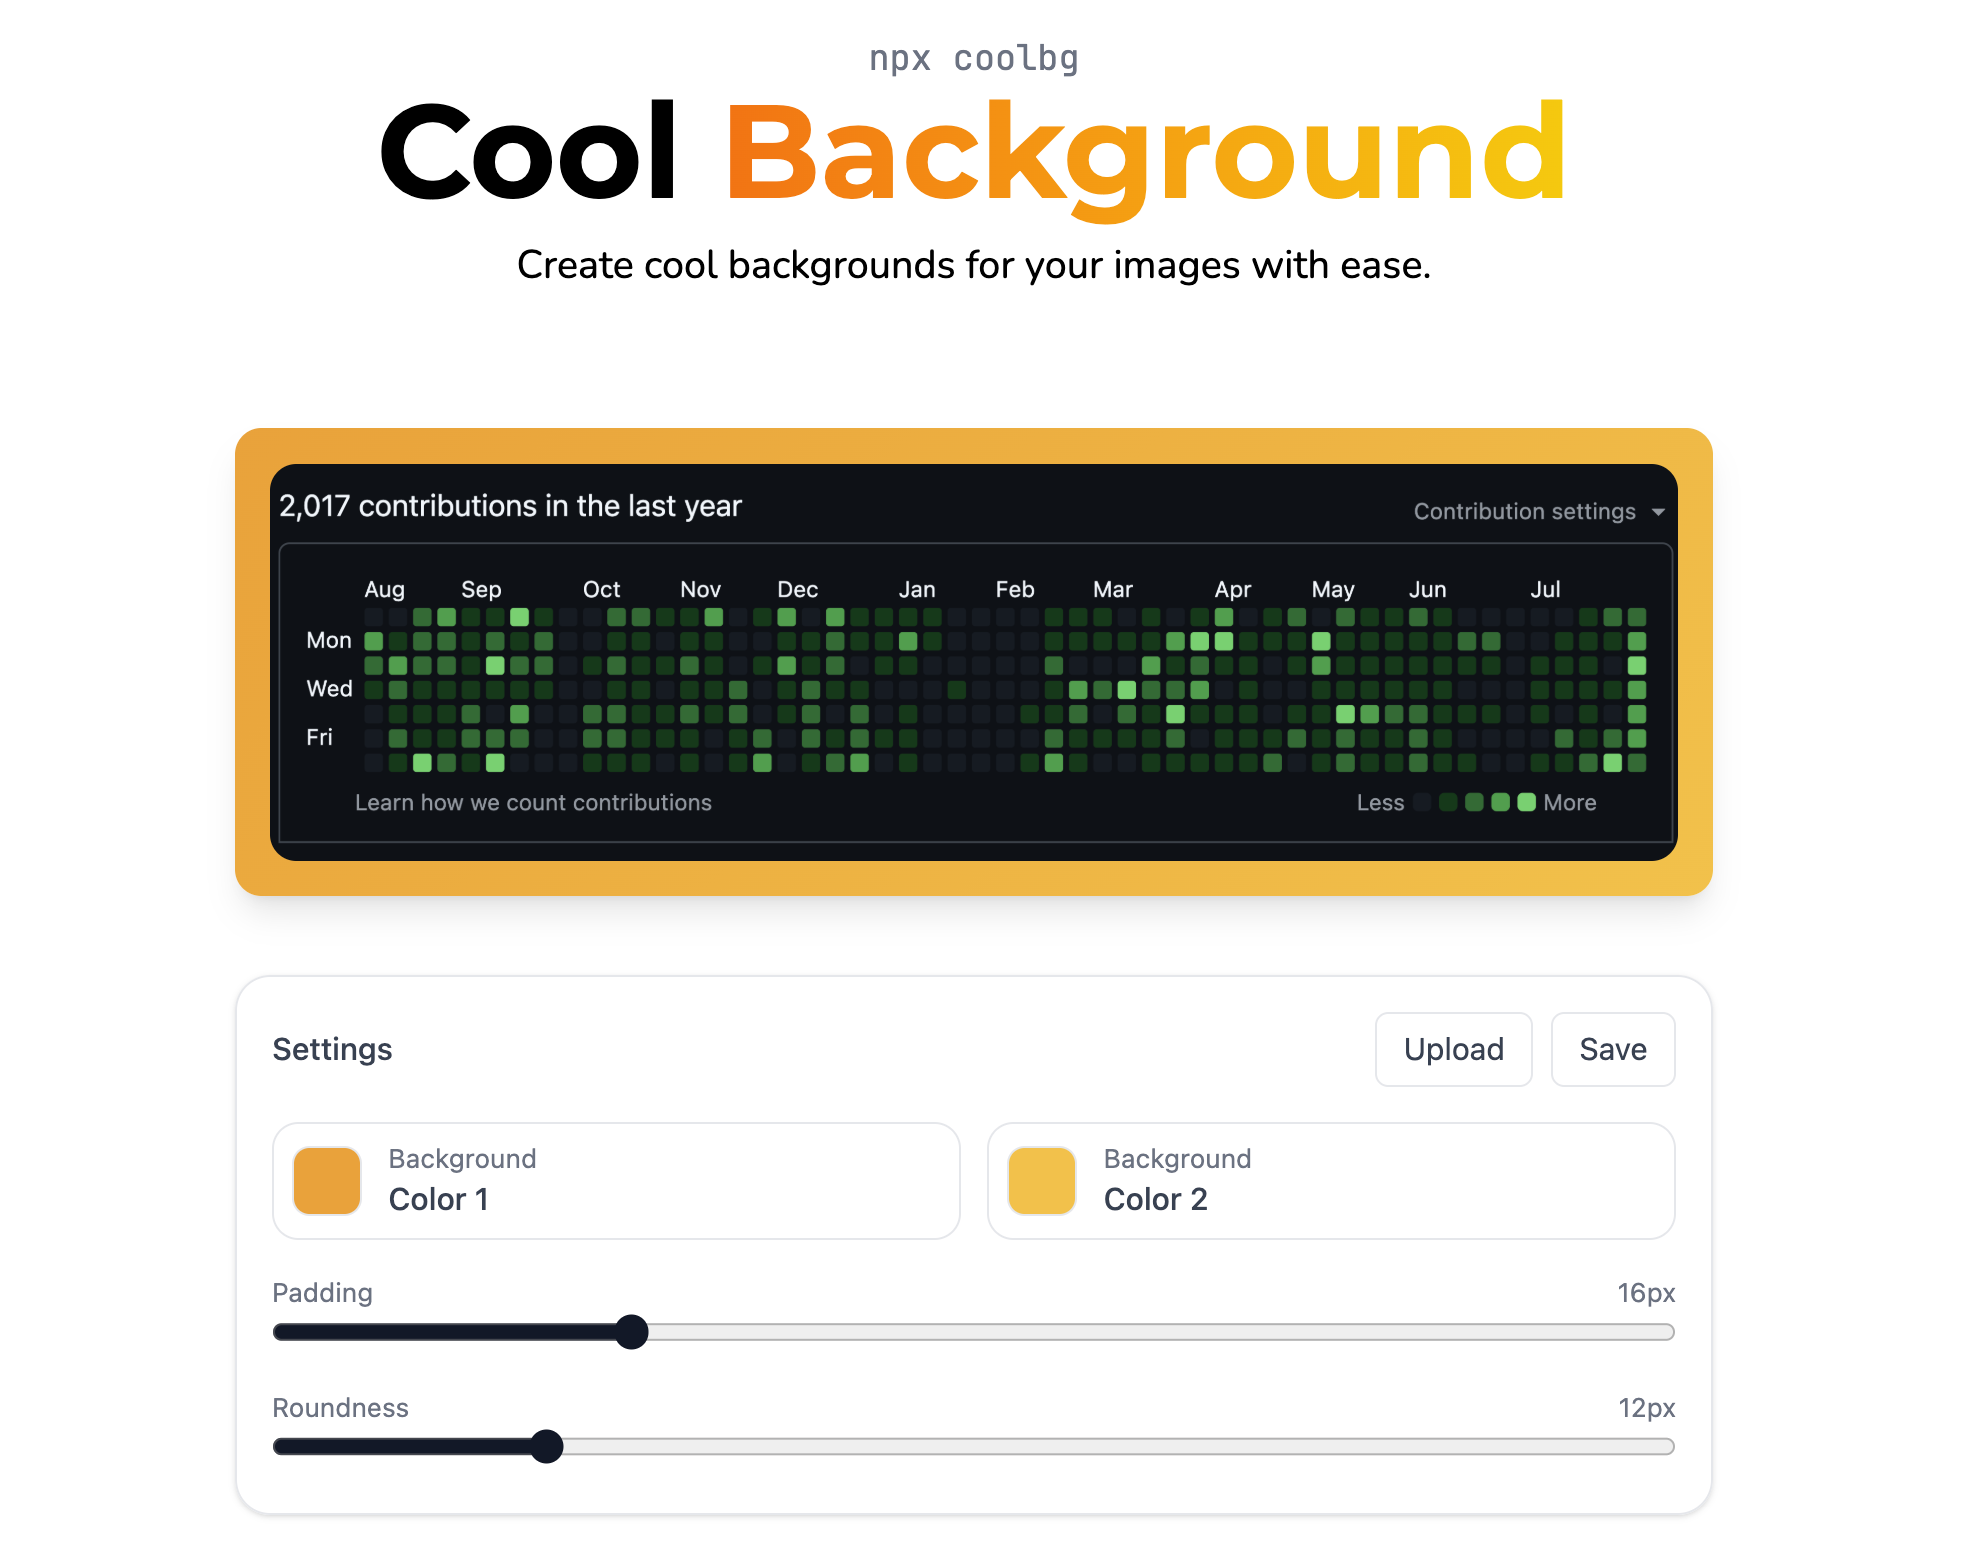 npx coolbg
Cool Background
Create cool backgrounds for your images with ease.
2,017 contributions in the last year
Contribution settings
Aug Sep Oct Nov Dec Jan Feb Mar Apr May Jun Jul
Mon
Wed
Fri
Learn how we count contributions
Less More
Settings
Upload Save
Background
Color 1
Background
Color 2
Padding 16px
Roundness 12px